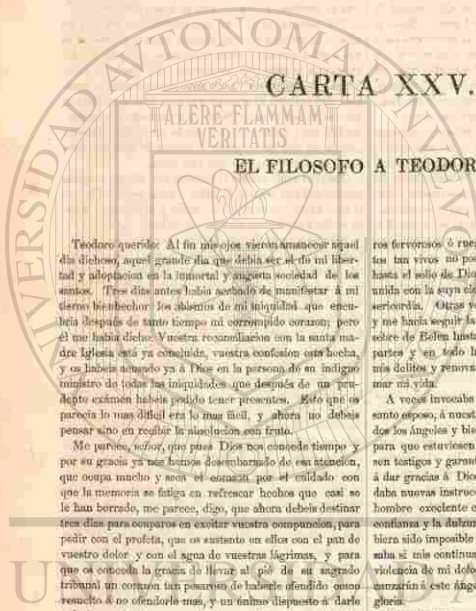 CARTA XXV.
EL FILOSOFO A TEODOR
Teodoro querido: Al fin mis ojos vieron amanecer aquel
dia dichoso, aquel grande dia que debia ser el de mi liber-
tad y adoptacion en la inmortal y augusta sociedad de los
santos. Tres dias antes habia acabado de manifestar á mi
tierno bienhechor los abismos de mi iniquidad que encu-
bria después de tanto tiempo mi corrompido corazon; pero
él me habia dicho: Vuestra reconciliacion con la santa ma-
dre Iglesia está ya concluida, vuestra confesion está hecha,
y os habeis acusado ya á Dios en la persona de su indigno
ministro de todas las iniquidades que después de un pru-
dente exámen habeis podido tener presentes. Esto que os
parecia lo mas dificil era lo mas fácil, y ahora no debeis
pensar sino en recibir la absolucion con fruto.
Me parece, señor, que pues Dios nos concede tiempo y
por su gracia ya nos hemos desembarazado de esa atencion,
que ocupa mucho y seca el corazon por el cuidado con
que la memoria se fatiga en refrescar hechos que casi se
le han borrado, me parece, digo, que ahora debeis destinar
tres dias para ocuparos en excitar vuestra compuncion, para
pedir con el profeta, que os sustente en ellos con el pan de
vuestro dolor y con el agua de vuestras lágrimas, y para
que os conceda la gracia de llevar al pié de su sagrado
tribunal un corazon tan pesaroso de haberle ofendido como
resuelto á no ofenderle mas, y un ánimo dispuesto á darle
ros fervorosos ó rue
tos tan vivos no po
hasta el solio de Dio
unida con la suya cle
sericordia. Otras v
y me hacia seguir la
sebre de Belen hasta
partes y en todo l
mis delitos y renova
mar mi vida.
A veces invocaba
santo esposo, á nuest
dos los ángeles y bie
para que estuviesen
sen testigos y garant
á dar gracias á Dios
daba nuevas instruc
hombre excelente c
confianza y la dulzur
biera sido imposible
saba si mis continua
violencia de mi dolo
canzarán á este áng
gloria.
ALERE FLAMMAM
VERITATIS